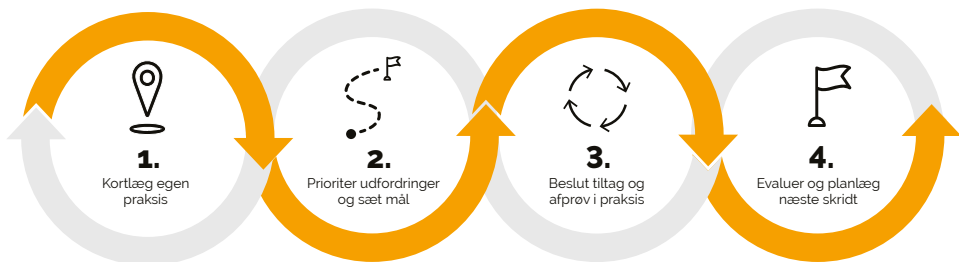 1.
Kortlæg egen
praksis
2.
Prioriter udfordringer
og sæt mål
3.
Beslut tiltag og
afprøv i praksis
4.
Evaluer og planlæg
næste skridt